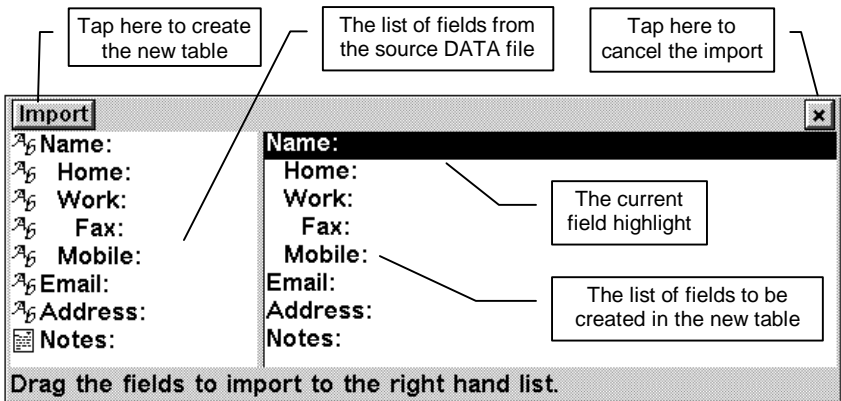 Tap here to create
the new table
The list of fields from
the source DATA file
Tap here to
cancel the import
Import
×
Name:
Home:
Work:
Fax:
Mobile:
Email:
Address:
Notes:
Name:
Home:
Work:
Fax:
Mobile:
Email:
Address:
Notes:
The current
field highlight
The list of fields to be
created in the new table
Drag the fields to import to the right hand list.